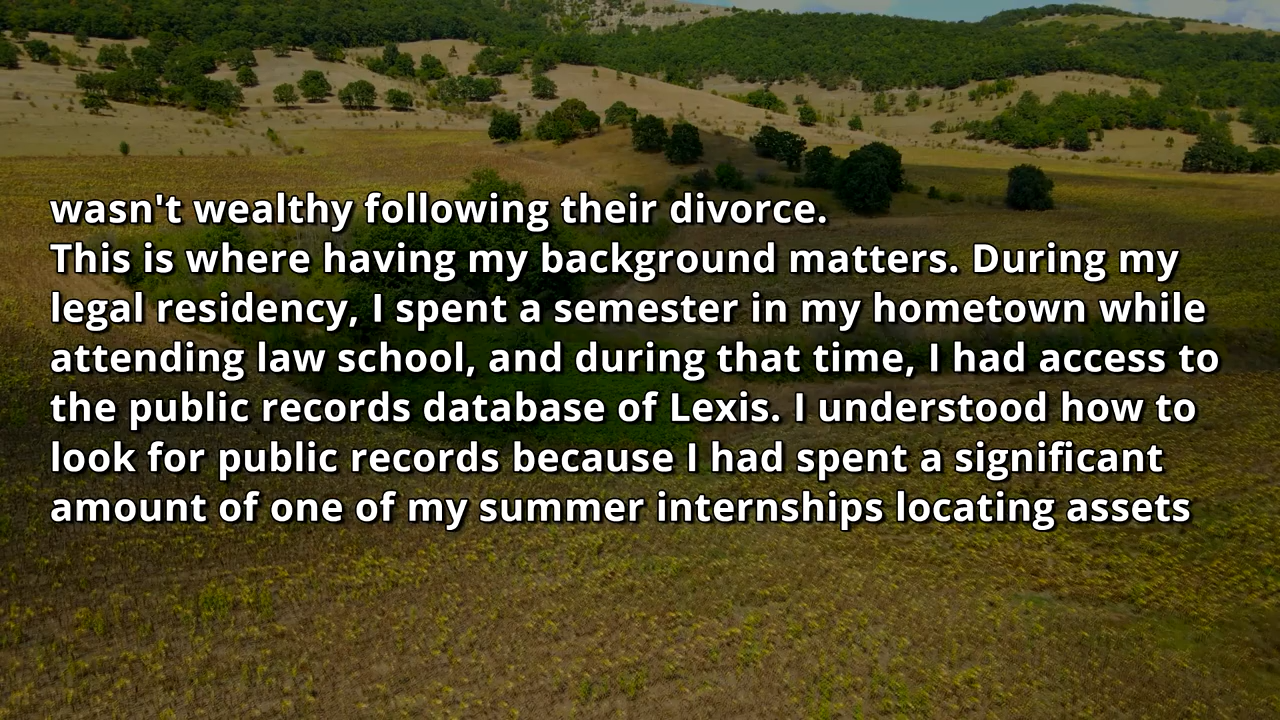 wasn't wealthy following their divorce.
This is where having my background matters. During my
legal residency, I spent a semester in my hometown while
attending law school, and during that time, I had access to
the public records database of Lexis. I understood how to
look for public records because I had spent a significant
amount of one of my summer internships locating assets